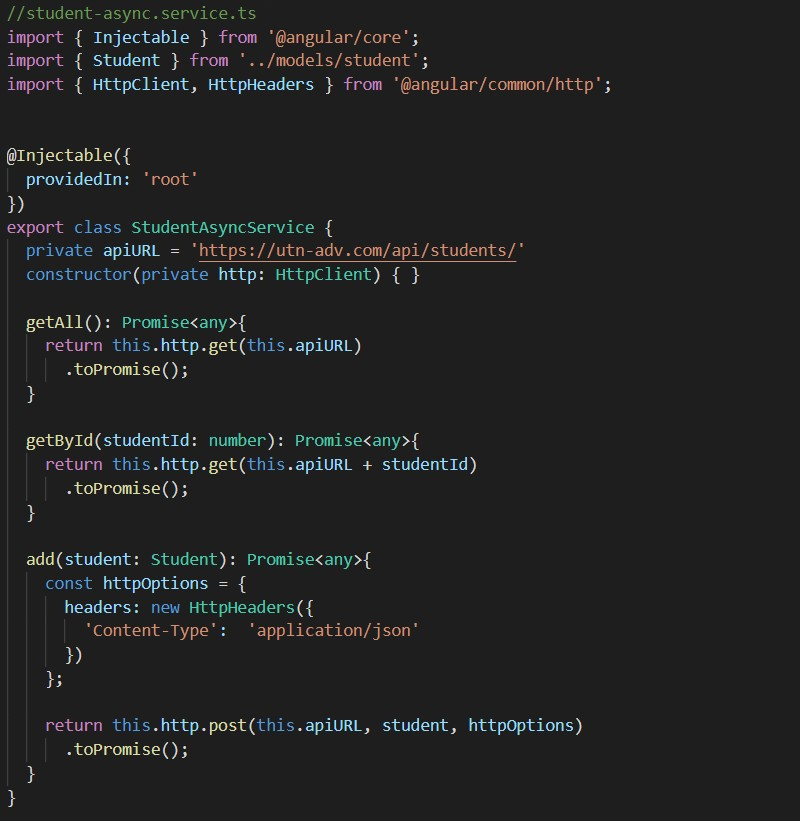 //student-async.service.ts
import { Injectable } from '@angular/core';
import { Student } from '../models/student';
import { HttpClient, HttpHeaders } from '@angular/common/http';
@Injectable({
  providedIn: 'root'
})
export class StudentAsyncService {
  private apiURL = 'https://utn-adv.com/api/students/'
  constructor(private http: HttpClient) { }
  getAll(): Promise<any>{
    return this.http.get(this.apiURL)
      .toPromise();
  }
  getById(studentId: number): Promise<any>{
    return this.http.get(this.apiURL + studentId)
      .toPromise();
  }
  add(student: Student): Promise<any>{
    const httpOptions = {
      headers: new HttpHeaders({
        'Content-Type':  'application/json'
      })
    };
    return this.http.post(this.apiURL, student, httpOptions)
      .toPromise();
  }
}